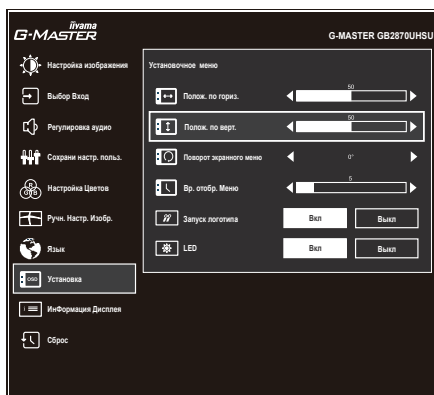 iiyama
G-MASTER
G-MASTER GB2870UHSU
Настройка изображения
Выбор Вход
Регулировка аудио
Сохрани настр. польз.
Настройка Цветов
R
G
B
Ручн. Настр. Изобр.
Язык
OSD
Установка
i
ИнФормация Дисплея
Сброс
Установочное меню
Полож. по гориз.
50
Полож. по верт.
50
Поворот экранного меню
0°
Вр. отобр. Меню
5
Запуск логотипа
Вкл
Выкл
LED
Вкл
Выкл